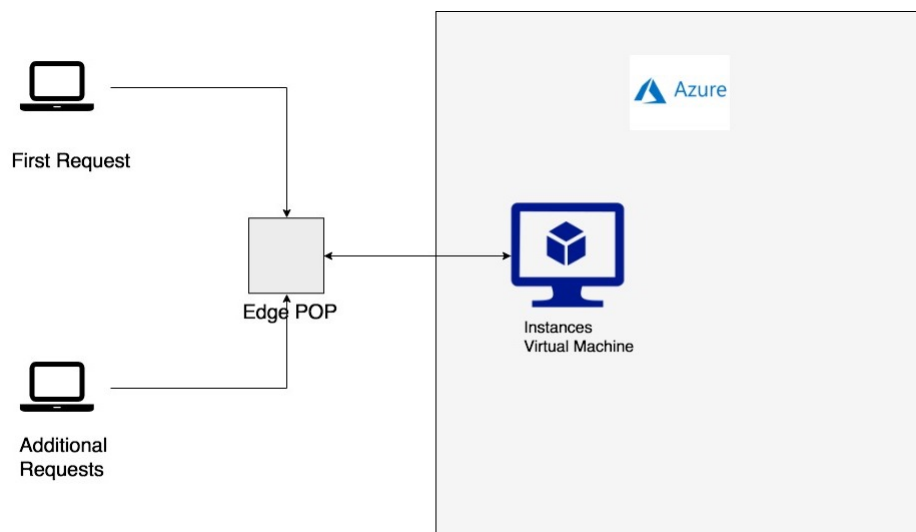 Azure
First Request
Edge POP
Instances
Virtual Machine
Additional
Requests